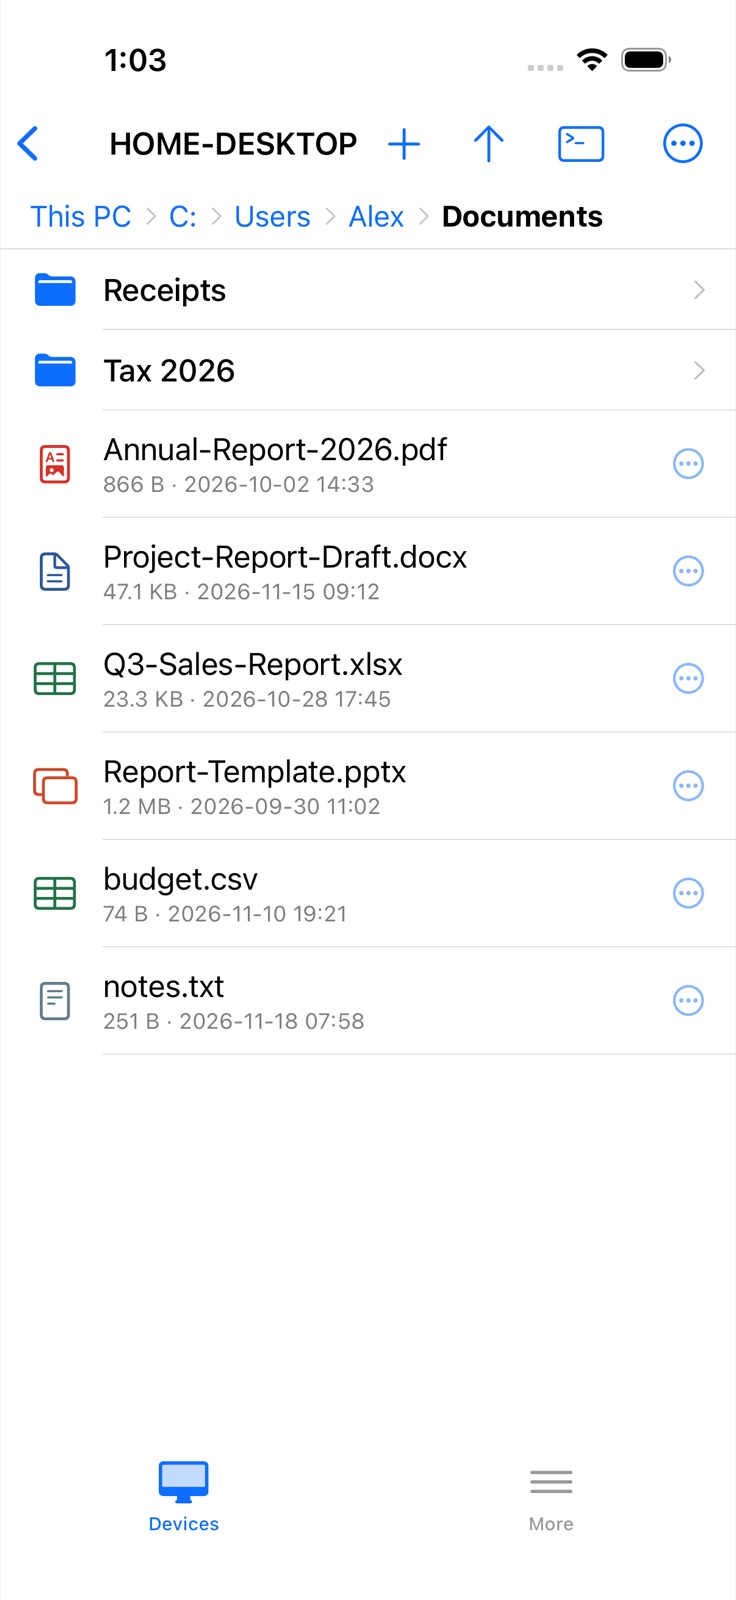 1:03
HOME-DESKTOP
This PC > C: > Users > Alex > Documents
Receipts
Tax 2026
Annual-Report-2026.pdf
866 B · 2026-10-02 14:33
Project-Report-Draft.docx
47.1 KB · 2026-11-15 09:12
Q3-Sales-Report.xlsx
23.3 KB · 2026-10-28 17:45
Report-Template.pptx
1.2 MB · 2026-09-30 11:02
budget.csv
74 B · 2026-11-10 19:21
notes.txt
251 B · 2026-11-18 07:58
Devices
More